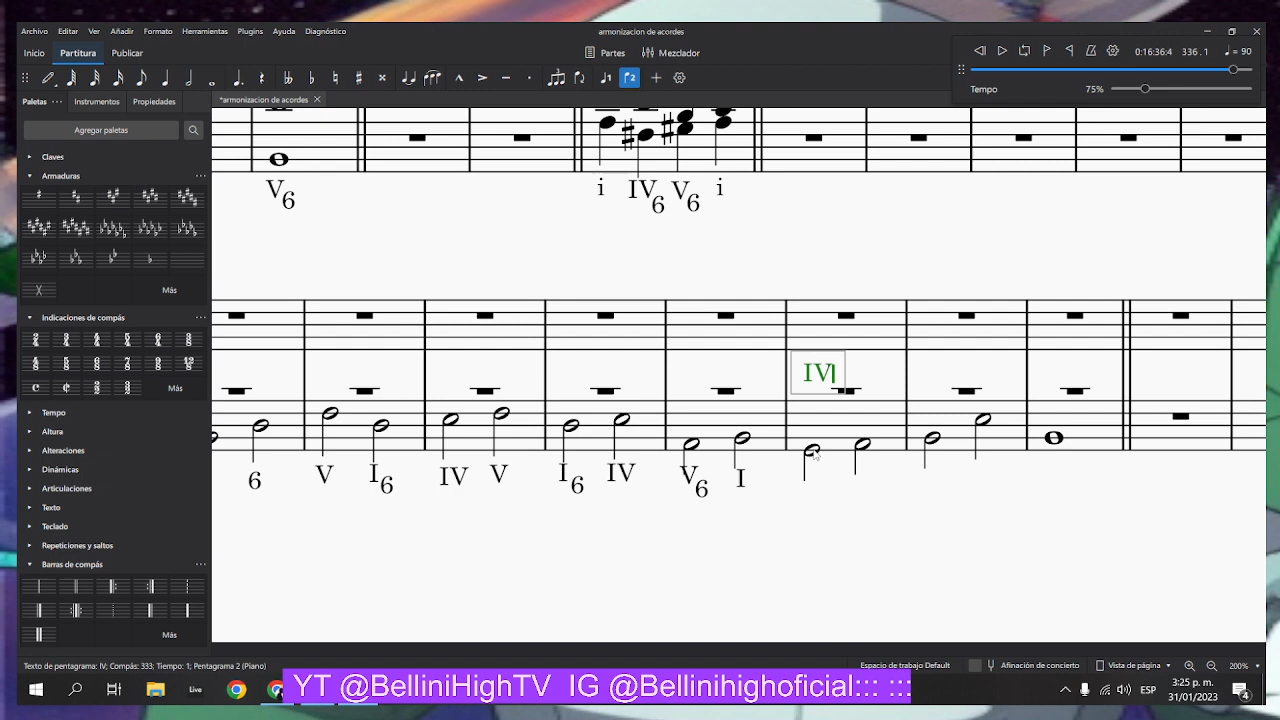 Archivo Editar Ver Añadir Formato Herramientas Plugins Ayuda Diagnóstico
armonizacion de acordes
Inicio Partitura Publicar
Partes Mezclador
0:16:36:4 336 . 1 = 90
Tempo 75%
Paletas Instrumentos Propiedades
*armonizacion de acordes
Agregar paletas
Claves
Armaduras
Más
Indicaciones de compás
Más
Tempo
Altura
Alteraciones
Dinámicas
Articulaciones
Texto
Teclado
Repeticiones y saltos
Barras de compás
Más
V6 i IV6 V6 i
IV
6 V I6 IV V I6 IV V6 I
Texto de pentagrama: IV; Compás: 333; Tiempo: 1; Pentagrama 2 (Piano)
Espacio de trabajo Default Afinación de concierto Vista de página 200%
Live
YT @BelliniHighTV IG @Bellinihighoficial::: :::
ESP
3:25 p. m.
31/01/2023
4